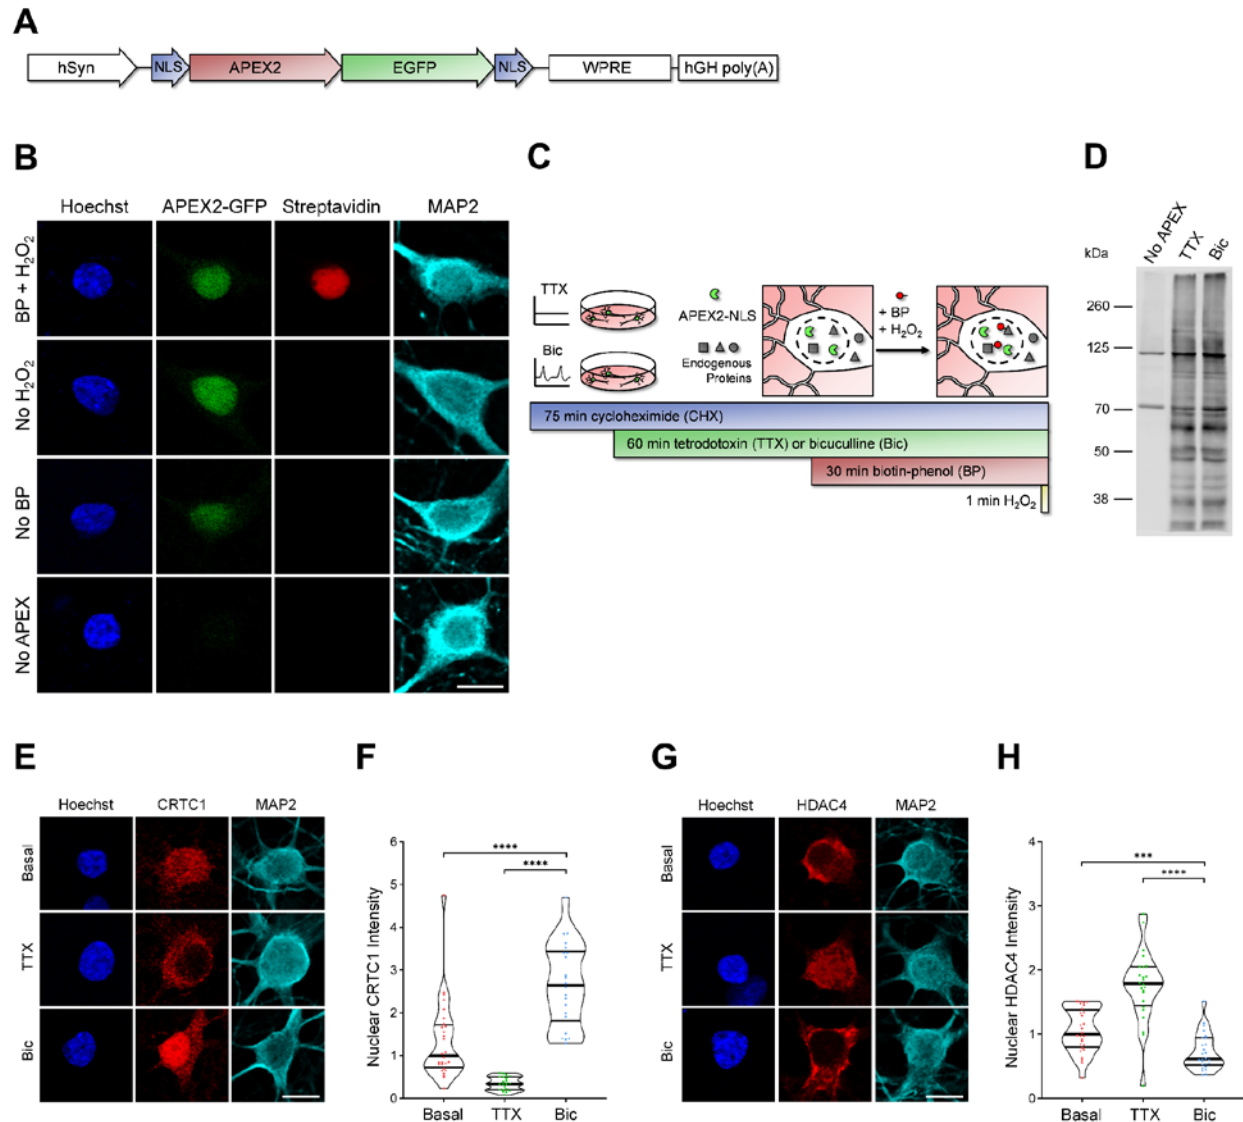 A
hSyn NLS APEX2 EGFP NLS WPRE hGH poly(A)
B
Hoechst APEX2-GFP Streptavidin MAP2
BP + H₂O₂
No H₂O₂
No BP
No APEX
C
TTX
Bic
APEX2-NLS
Endogenous
Proteins
+ BP
+ H₂O₂
75 min cycloheximide (CHX)
60 min tetrodotoxin (TTX) or bicuculline (Bic)
30 min biotin-phenol (BP)
1 min H₂O₂
D
kDa No APEX TTX Bic
260
125
70
50
38
E
Hoechst CRTC1 MAP2
Basal
TTX
Bic
F
Nuclear CRTC1 Intensity
6
5
4
3
2
1
0
****
****
Basal TTX Bic
G
Hoechst HDAC4 MAP2
Basal
TTX
Bic
H
Nuclear HDAC4 Intensity
4
3
2
1
0
***
****
Basal TTX Bic